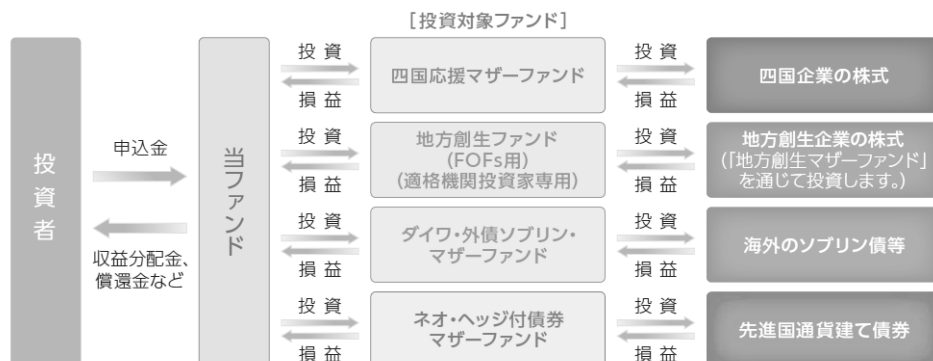 [投資対象ファンド]
投資者
申込金
収益分配金、
償還金など
当ファンド
投資
損益
四国応援マザーファンド
投資
損益
四国企業の株式
投資
損益
地方創生ファンド
(FOFs用)
(適格機関投資家専用)
投資
損益
地方創生企業の株式
(「地方創生マザーファンド」
を通じて投資します。)
投資
損益
ダイワ・外債ソブリン・
マザーファンド
投資
損益
海外のソブリン債等
投資
損益
ネオ・ヘッジ付債券
マザーファンド
投資
損益
先進国通貨建て債券